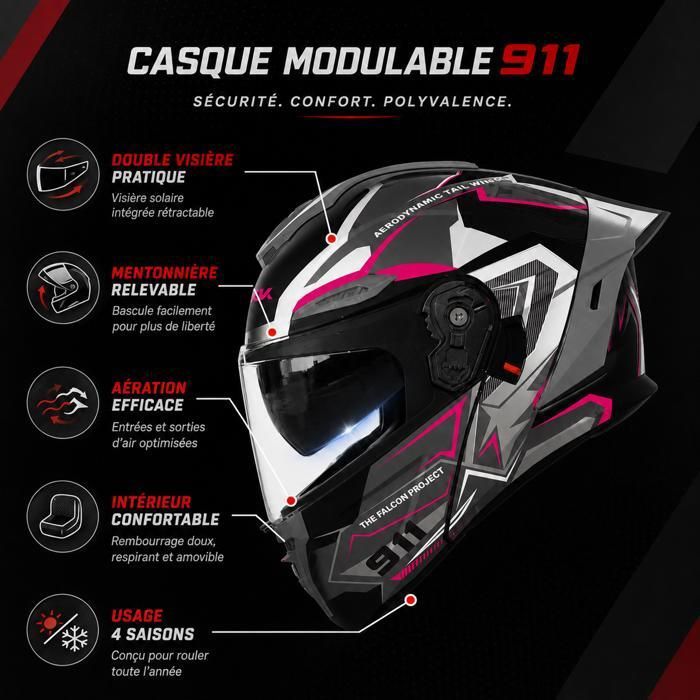 CASQUE MODULABLE 911
SÉCURITÉ. CONFORT. POLYVALENCE.
DOUBLE VISIÈRE
PRATIQUE
Visière solaire
intégrée rétractable
MENTONNIÈRE
RELEVABLE
Bascule facilement
pour plus de liberté
AÉRATION
EFFICACE
Entrées et sorties
d'air optimisées
INTÉRIEUR
CONFORTABLE
Rembourrage doux,
respirant et amovible
USAGE
4 SAISONS
Conçu pour rouler
toute l'année
AERODYNAMIC TAIL
THE FALCON PROJECT
911